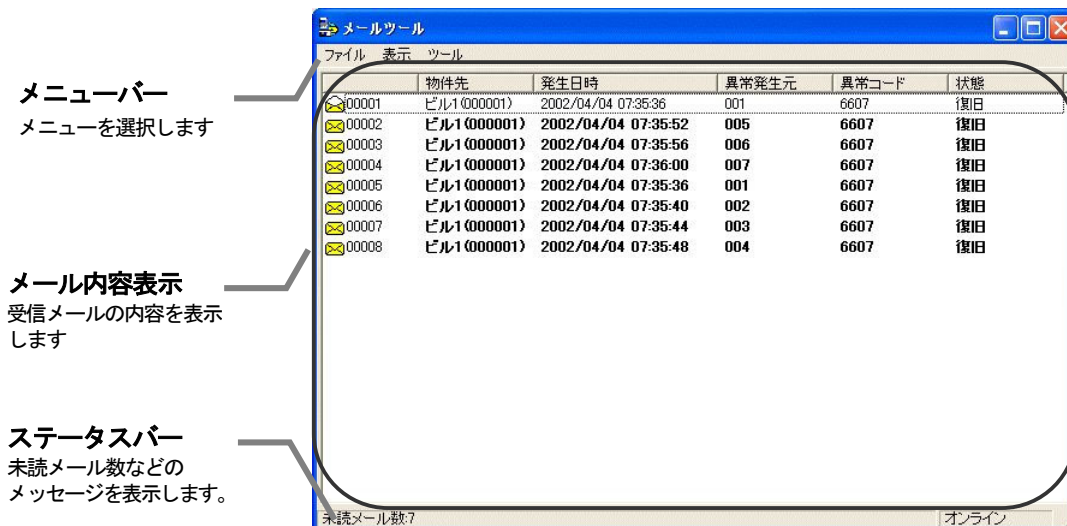 メールツール
ファイル 表示 ツール
物件先 発生日時 異常発生元 異常コード 状態
00001 ビル1(000001) 2002/04/04 07:35:36 001 6607 復旧
00002 ビル1(000001) 2002/04/04 07:35:52 005 6607 復旧
00003 ビル1(000001) 2002/04/04 07:35:56 006 6607 復旧
00004 ビル1(000001) 2002/04/04 07:36:00 007 6607 復旧
00005 ビル1(000001) 2002/04/04 07:35:36 001 6607 復旧
00006 ビル1(000001) 2002/04/04 07:35:40 002 6607 復旧
00007 ビル1(000001) 2002/04/04 07:35:44 003 6607 復旧
00008 ビル1(000001) 2002/04/04 07:35:48 004 6607 復旧
メニューバー
メニューを選択します
メール内容表示
受信メールの内容を表示
します
ステータスバー
未読メール数などの
メッセージを表示します。
未読メール数:7 オンライン